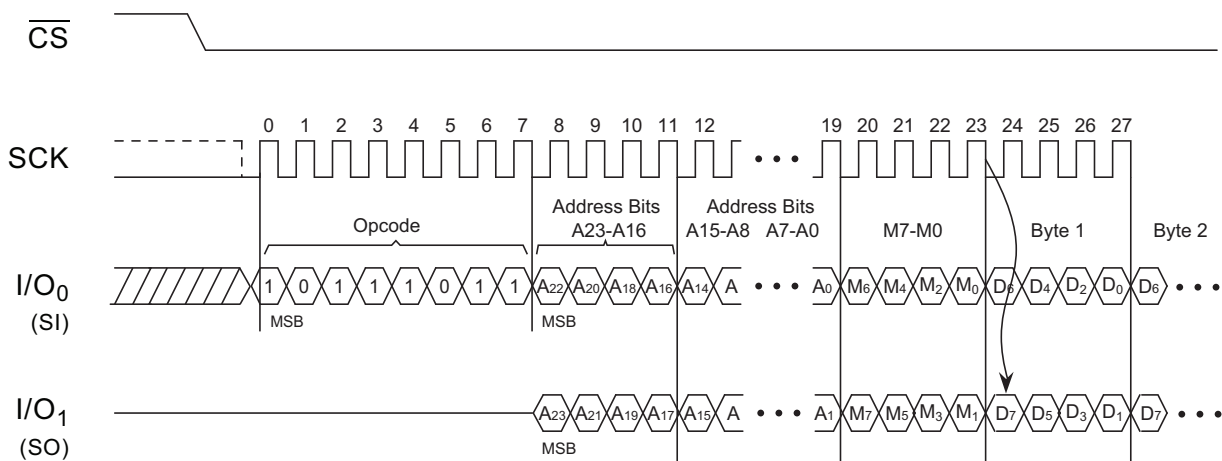 CS
0 1 2 3 4 5 6 7 8 9 10 11 12 19 20 21 22 23 24 25 26 27
SCK
Opcode
Address Bits
A23-A16
Address Bits
A15-A8 A7-A0
M7-M0
Byte 1
Byte 2
I/O0
(SI)
1 0 1 1 1 0 1 1 A22 A20 A18 A16 A14 A • • • A0 M6 M4 M2 M0 D6 D4 D2 D0 D6 • • •
MSB MSB
I/O1
(SO)
A23 A21 A19 A17 A15 A • • • A1 M7 M5 M3 M1 D7 D5 D3 D1 D7 • • •
MSB